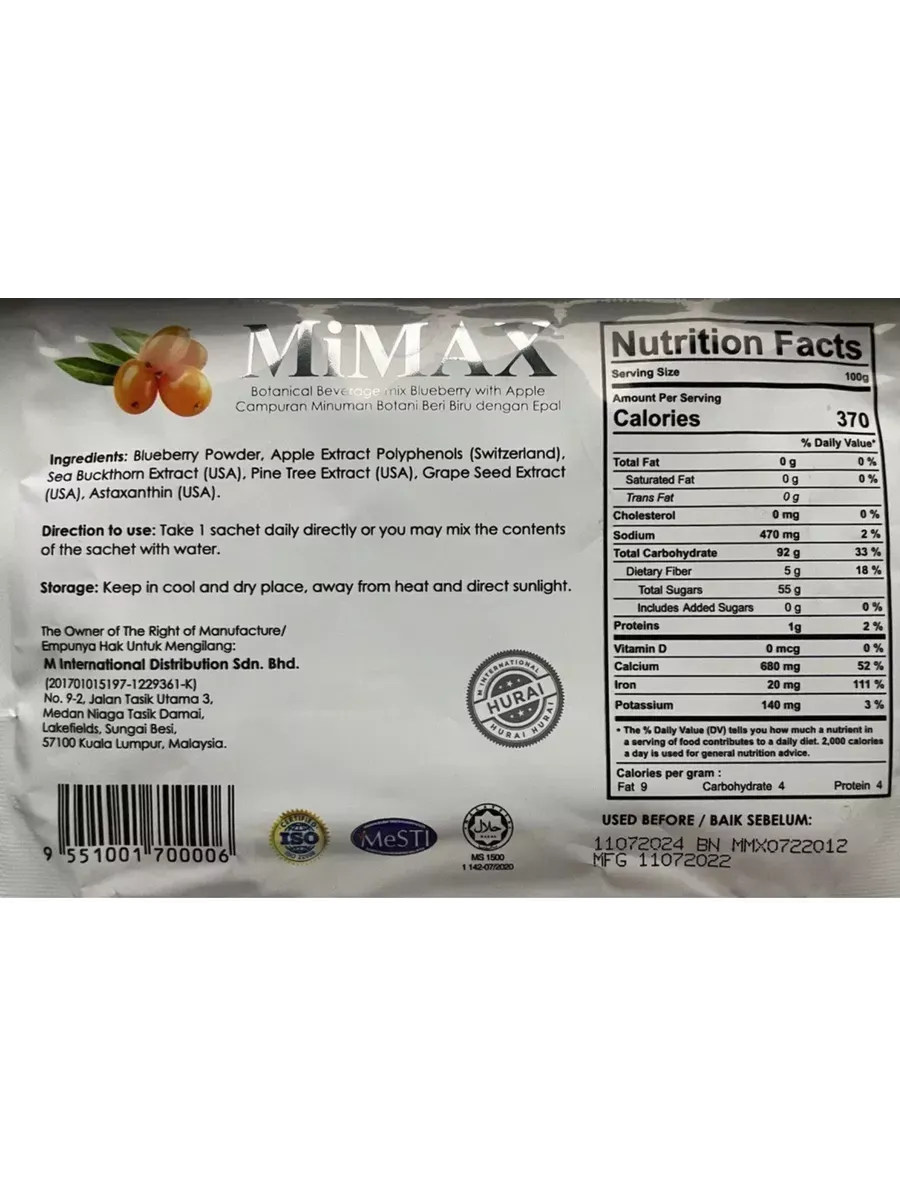 MiMAX
Botanical Beverage mix Blueberry with Apple
Campuran Minuman Botani Beri Biru dengan Epal
Ingredients: Blueberry Powder, Apple Extract Polyphenols (Switzerland),
Sea Buckthorn Extract (USA), Pine Tree Extract (USA), Grape Seed Extract
(USA), Astaxanthin (USA).
Direction to use: Take 1 sachet daily directly or you may mix the contents
of the sachet with water.
Storage: Keep in cool and dry place, away from heat and direct sunlight.
The Owner of The Right of Manufacture/
Empunya Hak Untuk Mengilang:
M International Distribution Sdn. Bhd.
(201701015197-1229361-K)
No. 9-2, Jalan Tasik Utama 3,
Medan Niaga Tasik Damai,
Lakefields, Sungai Besi,
57100 Kuala Lumpur, Malaysia.
M INTERNATIONAL
HURAI
HURAI HURAI
9 551001 700006
CERTIFIED
ISO
MeSTI
حلال
MS 1500
1 142-07/2020
Nutrition Facts
Serving Size 100g
Amount Per Serving
Calories 370
% Daily Value*
Total Fat 0 g 0 %
Saturated Fat 0 g 0 %
Trans Fat 0 g
Cholesterol 0 mg 0 %
Sodium 470 mg 2 %
Total Carbohydrate 92 g 33 %
Dietary Fiber 5 g 18 %
Total Sugars 55 g
Includes Added Sugars 0 g 0 %
Proteins 1g 2 %
Vitamin D 0 mcg 0 %
Calcium 680 mg 52 %
Iron 20 mg 111 %
Potassium 140 mg 3 %
* The % Daily Value (DV) tells you how much a nutrient in
a serving of food contributes to a daily diet. 2,000 calories
a day is used for general nutrition advice.
Calories per gram :
Fat 9 Carbohydrate 4 Protein 4
USED BEFORE / BAIK SEBELUM:
11072024 BN MMX0722012
MFG 11072022